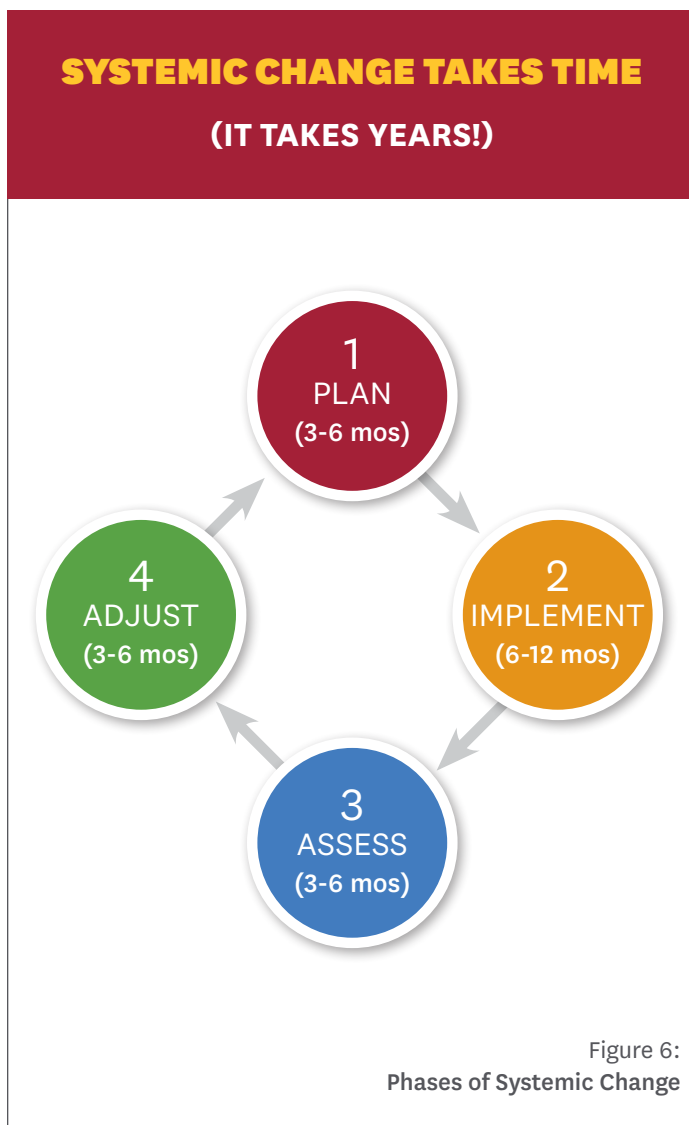 SYSTEMIC CHANGE TAKES TIME
(IT TAKES YEARS!)
1
PLAN
(3-6 mos)
2
IMPLEMENT
(6-12 mos)
3
ASSESS
(3-6 mos)
4
ADJUST
(3-6 mos)
Figure 6:
Phases of Systemic Change